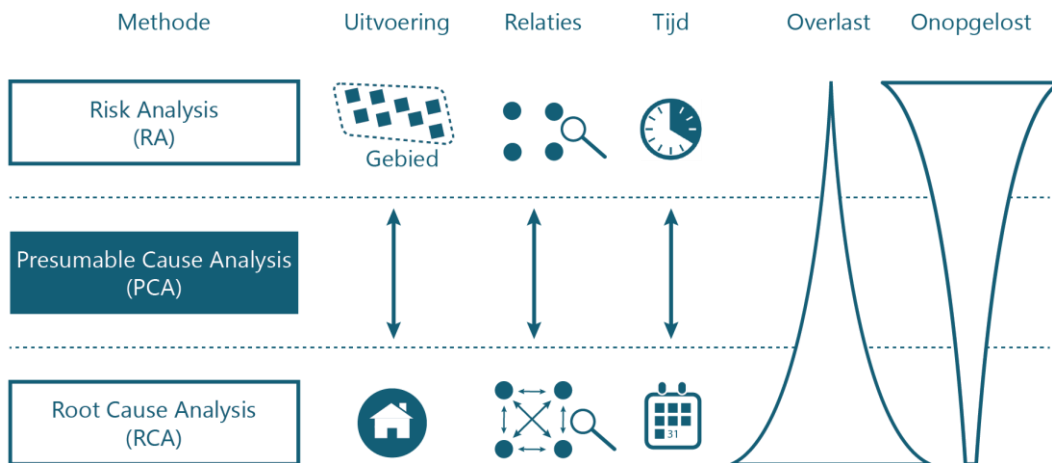 Methode Uitvoering Relaties Tijd Overlast Onopgelost
Risk Analysis
(RA)
Gebied
Presumable Cause Analysis
(PCA)
Root Cause Analysis
(RCA)
31